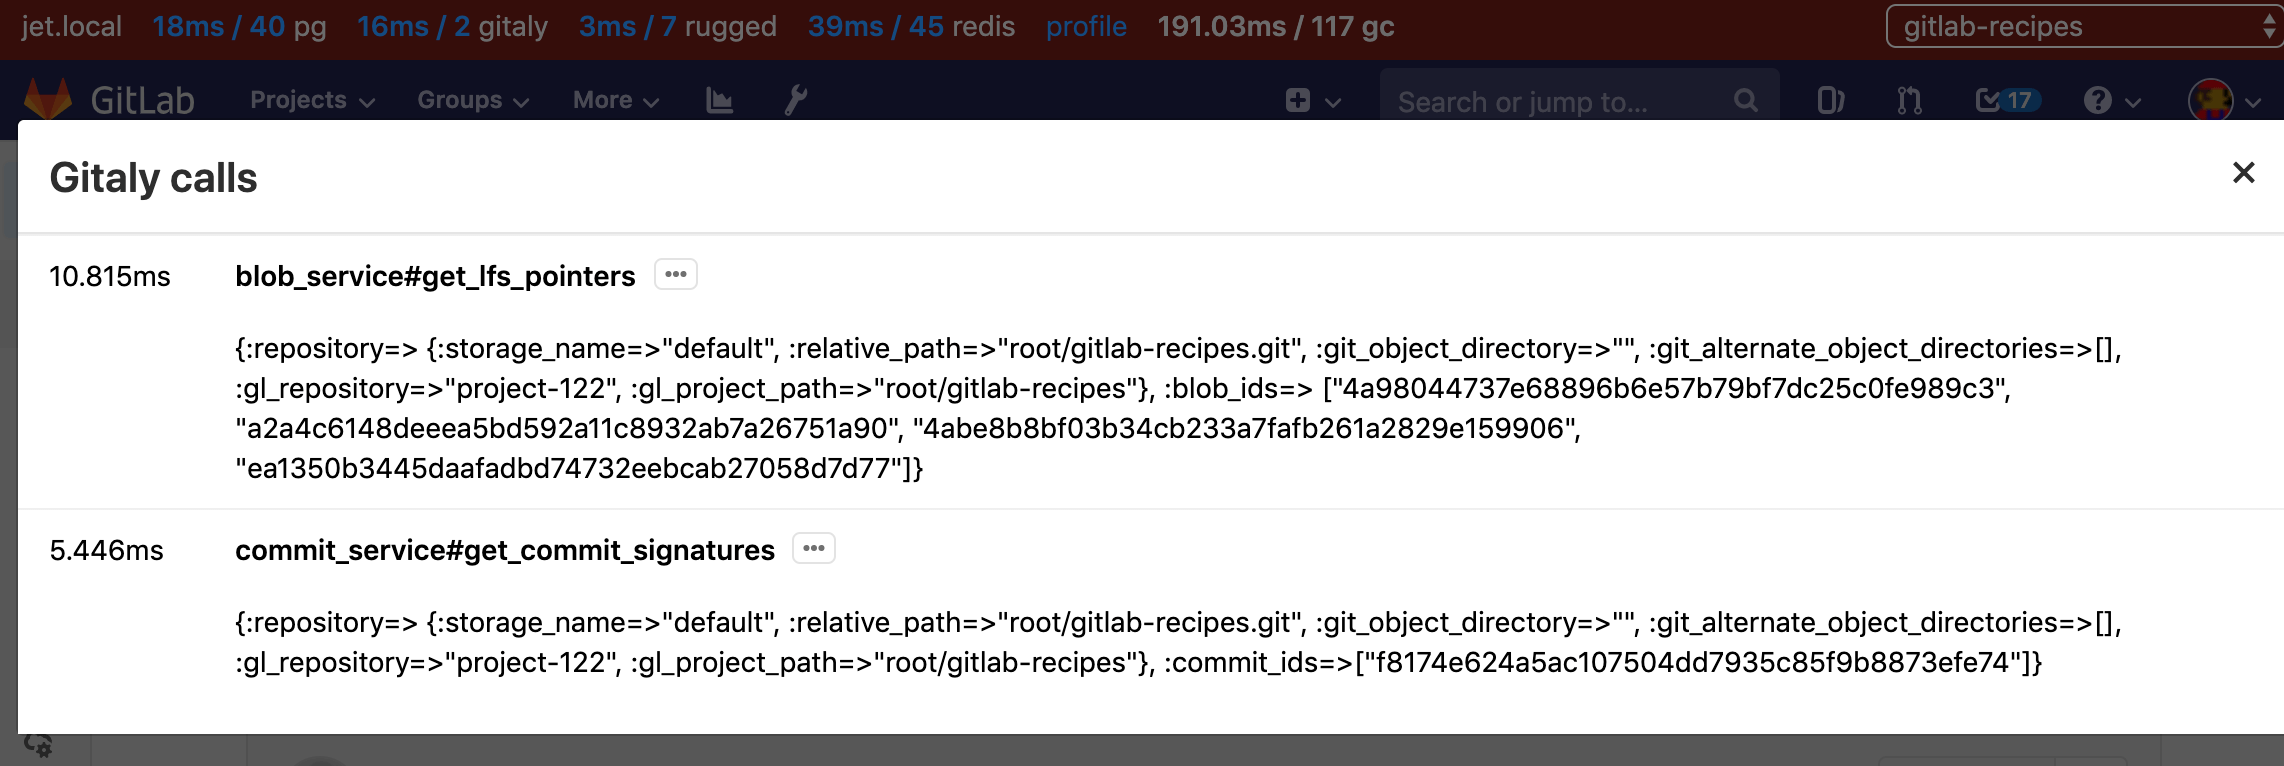 jet.local 18ms / 40 pg 16ms / 2 gitaly 3ms / 7 rugged 39ms / 45 redis profile 191.03ms / 117 gc gitlab-recipes
GitLab Projects Groups More Search or jump to... 17
Gitaly calls
10.815ms blob_service#get_lfs_pointers
{:repository=> {:storage_name=>"default", :relative_path=>"root/gitlab-recipes.git", :git_object_directory=>"", :git_alternate_object_directories=>[],
:gl_repository=>"project-122", :gl_project_path=>"root/gitlab-recipes"}, :blob_ids=> ["4a98044737e68896b6e57b79bf7dc25c0fe989c3",
"a2a4c6148deeea5bd592a11c8932ab7a26751a90", "4abe8b8bf03b34cb233a7fafb261a2829e159906",
"ea1350b3445daafadbd74732eebcab27058d7d77"]}
5.446ms commit_service#get_commit_signatures
{:repository=> {:storage_name=>"default", :relative_path=>"root/gitlab-recipes.git", :git_object_directory=>"", :git_alternate_object_directories=>[],
:gl_repository=>"project-122", :gl_project_path=>"root/gitlab-recipes"}, :commit_ids=>["f8174e624a5ac107504dd7935c85f9b8873efe74"]}